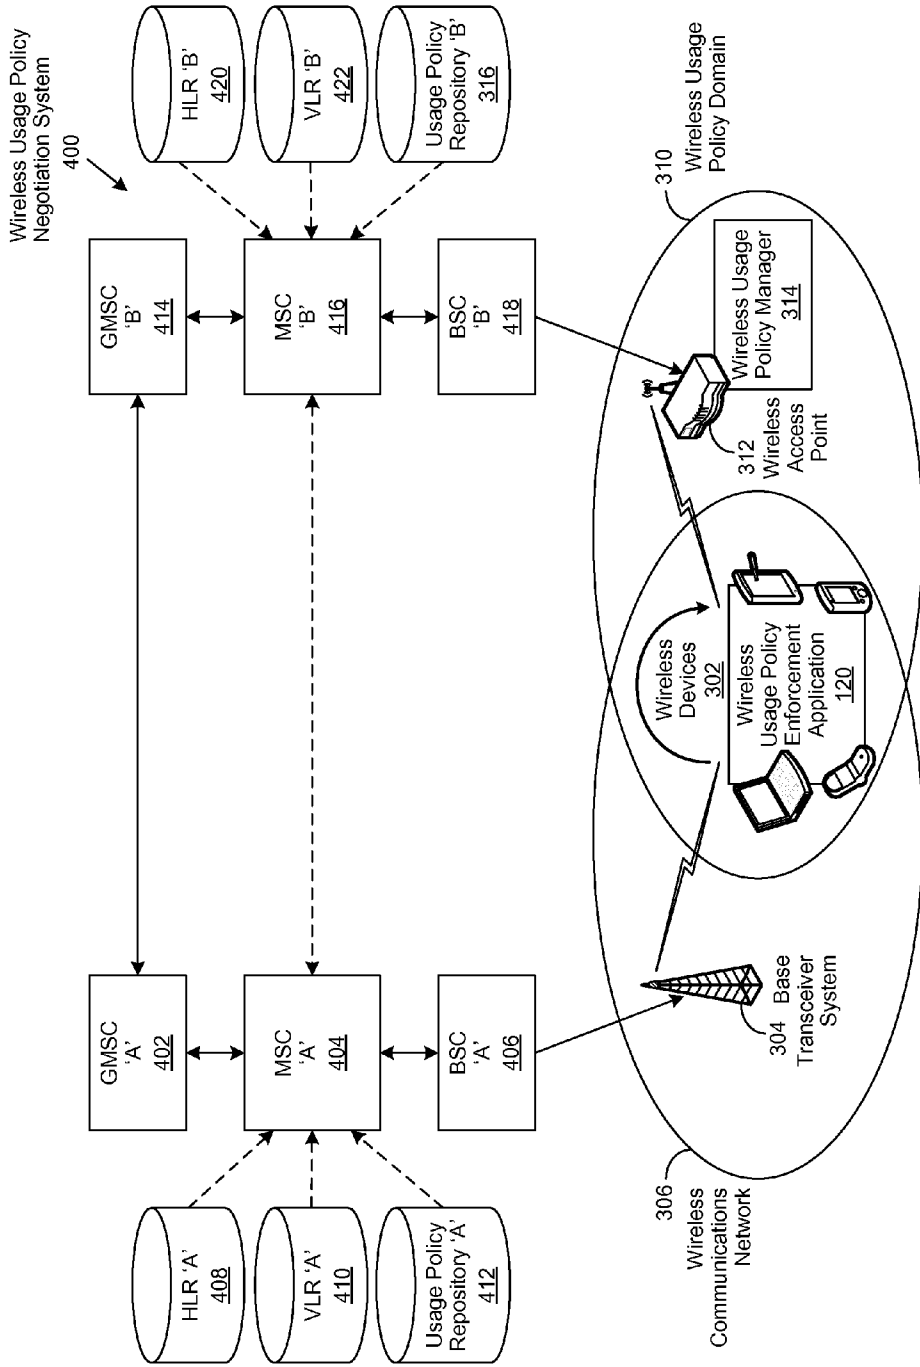 Wireless Usage Policy
Negotiation System
400
GMSC
'A'
402
GMSC
'B'
414
HLR 'A'
408
VLR 'A'
410
Usage Policy
Repository 'A'
412
MSC
'A'
404
MSC
'B'
416
HLR 'B'
420
VLR 'B'
422
Usage Policy
Repository 'B'
316
BSC
'A'
406
BSC
'B'
418
306
Wireless
Communications
Network
304 Base
Transceiver
System
Wireless
Devices
302
Wireless
Usage Policy
Enforcement
Application
120
312 Wireless
Access
Point
Wireless Usage
Policy Manager
314
310 Wireless Usage
Policy Domain